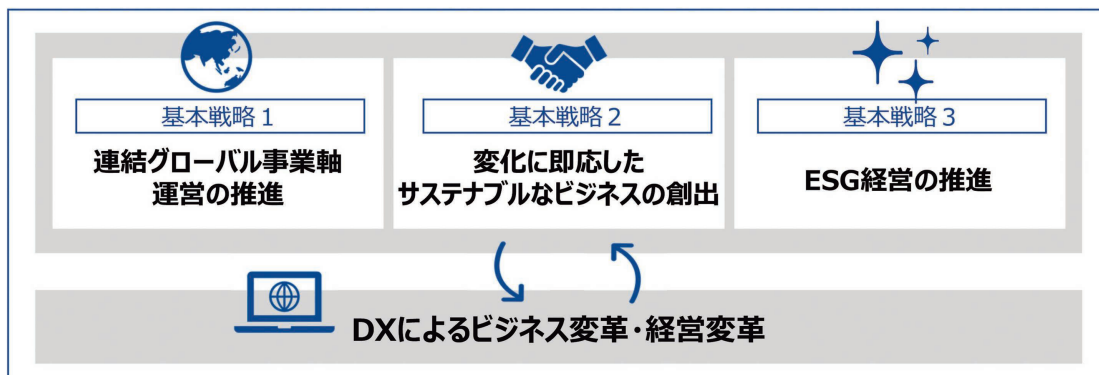 基本戦略1
連結グローバル事業軸
運営の推進
基本戦略2
変化に即応した
サステナブルなビジネスの創出
基本戦略3
ESG経営の推進
DXによるビジネス変革・経営変革